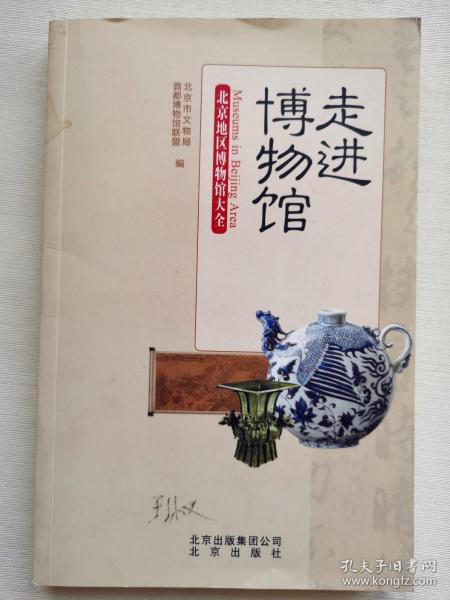 走进
博物馆
Museums in Beijing Area
北京地区博物馆大全
北京市文物局
首都博物馆联盟
编
北京出版集团公司
北京出版社
孔夫子旧书网
www.kongfz.com